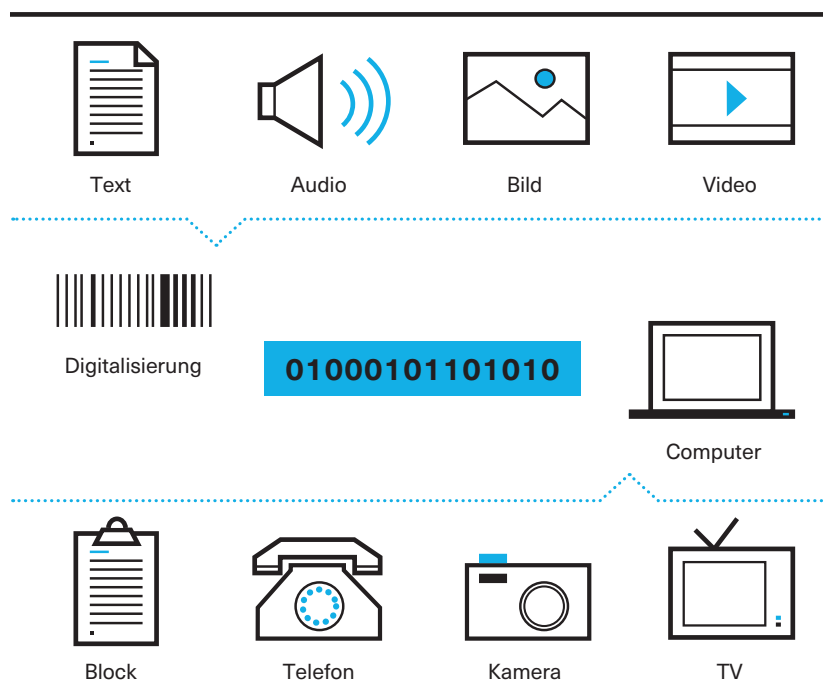 Text
Audio
Bild
Video
Digitalisierung
01000101101010
Computer
Block
Telefon
Kamera
TV